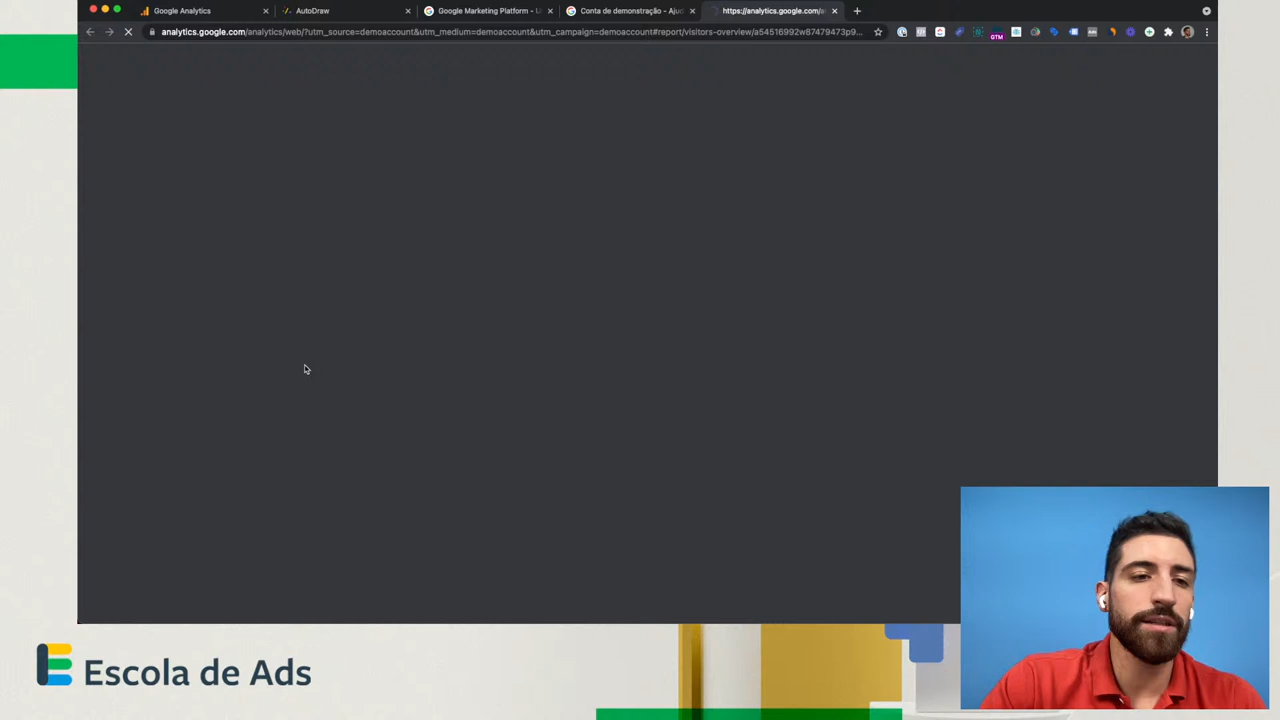 Google Analytics
AutoDraw
Google Marketing Platform - U
Conta de demonstração - Ajud
https://analytics.google.com/a
analytics.google.com/analytics/web/?utm_source=demoaccount&utm_medium=demoaccount&utm_campaign=demoaccount#report/visitors-overview/a54516992w87479473p9...
GTM
Escola de Ads